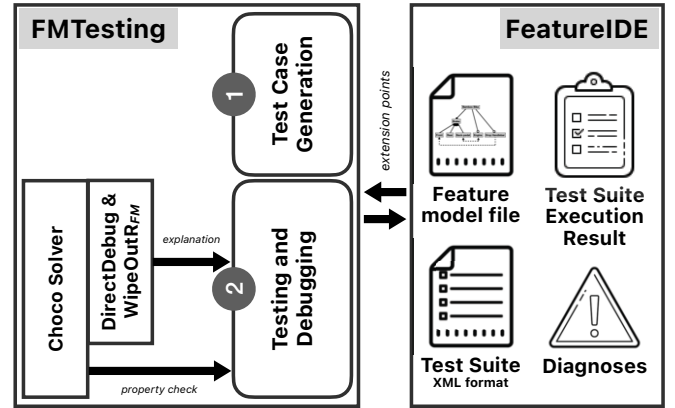 FMTesting
1
Test Case
Generation
Choco Solver
DirectDebug &
WipeOutR_FM
explanation
property check
2
Testing and
Debugging
extension points
FeatureIDE
Feature
model file
Test Suite
Execution
Result
Test Suite
XML format
Diagnoses